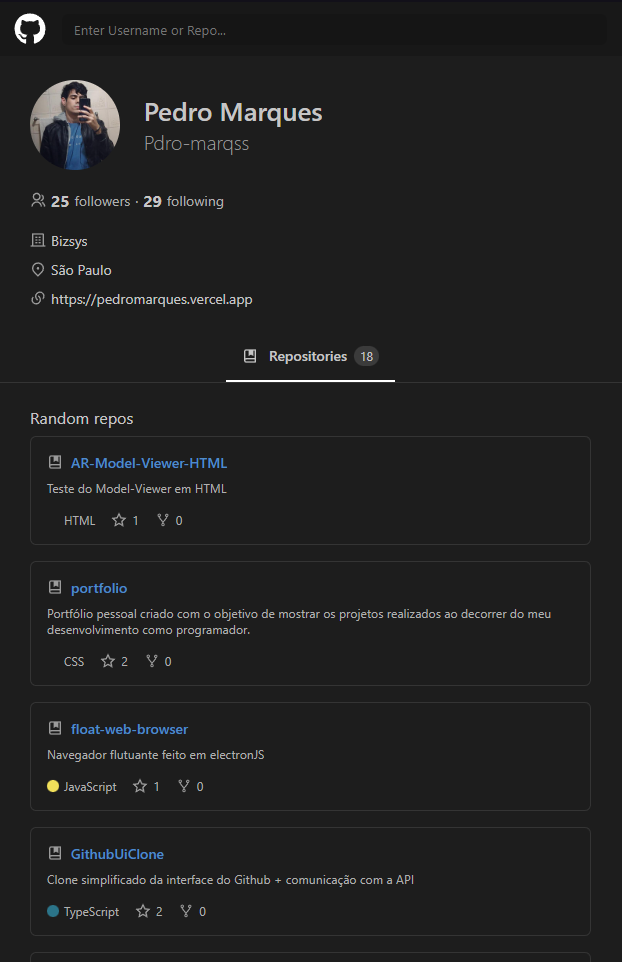 Enter Username or Repo...
Pedro Marques
Pdro-marqss
25 followers · 29 following
Bizsys
São Paulo
https://pedromarques.vercel.app
Repositories 18
Random repos
AR-Model-Viewer-HTML
Teste do Model-Viewer em HTML
HTML 1 0
portfolio
Portfólio pessoal criado com o objetivo de mostrar os projetos realizados ao decorrer do meu
desenvolvimento como programador.
CSS 2 0
float-web-browser
Navegador flutuante feito em electronJS
JavaScript 1 0
GithubUiClone
Clone simplificado da interface do Github + comunicação com a API
TypeScript 2 0